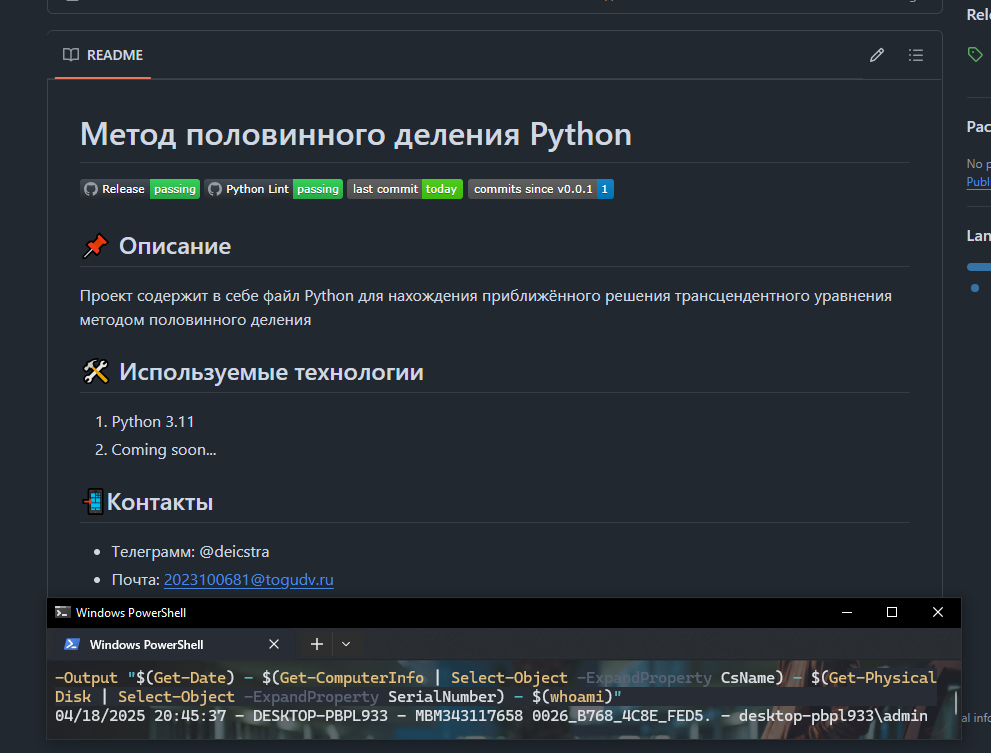 Rel
README
Метод половинного деления Python
Release passing Python Lint passing last commit today commits since v0.0.1 1
Pac
No p
Publ
Описание
Lan
Проект содержит в себе файл Python для нахождения приближённого решения трансцендентного уравнения
методом половинного деления
Используемые технологии
1. Python 3.11
2. Coming soon...
Контакты
• Телеграмм: @deicstra
• Почта: 2023100681@togudv.ru
Windows PowerShell
Windows PowerShell
-Output "$(Get-Date) - $(Get-ComputerInfo | Select-Object -ExpandProperty CsName) - $(Get-Physical
Disk | Select-Object -ExpandProperty SerialNumber) - $(whoami)"
04/18/2025 20:45:37 - DESKTOP-PBPL933 - MBM343117658 0026_B768_4C8E_FED5. - desktop-pbpl933\admin
al info